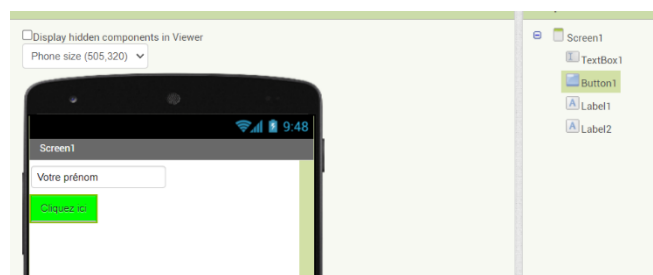 Display hidden components in Viewer
Phone size (505,320)
9:48
Screen1
Votre prénom
Cliquez ici
Screen1
TextBox1
Button1
A Label1
A Label2